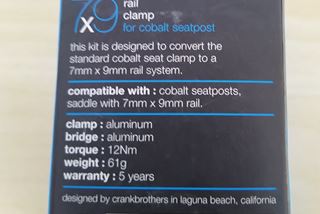 7x9 rail
clamp
for cobalt seatpost
this kit is designed to convert the
standard cobalt seat clamp to a
7mm x 9mm rail system.
compatible with : cobalt seatposts,
saddle with 7mm x 9mm rail.
clamp : aluminum
bridge : aluminum
torque : 12Nm
weight : 61g
warranty : 5 years
designed by crankbrothers in laguna beach, california